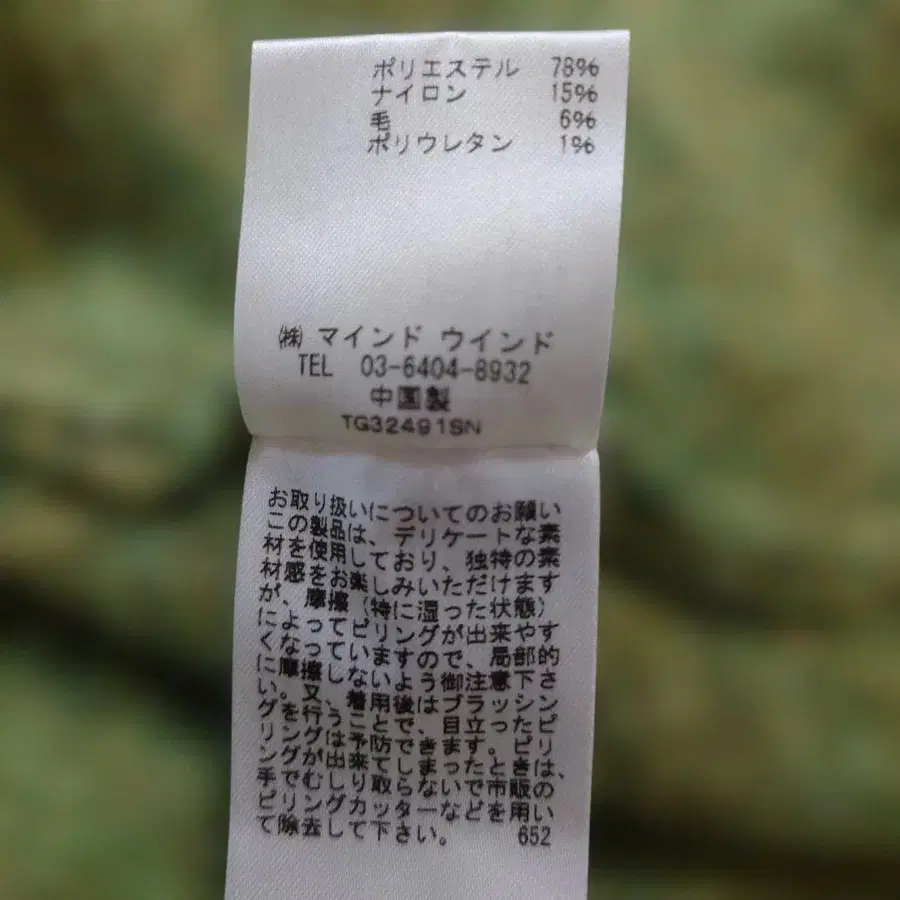 ポリエステル 78%
ナイロン 15%
毛 6%
ポリウレタン 1%
㈱ マインド ウインド
TEL 03-6404-8932
中国製
TG32491SN
お取り扱いについてのお願い
この製品は、デリケートな素
材を使用しており、独特の素
材感をお楽しみいただけます
が、摩擦(特に湿った状態)
によってピリングが出来やす
くなっていますので、局部的
に摩擦しないよう御注意下さ
い。又、着用後はブラッシン
グを行うことで、目立ったピ
リングは予防できます。ピリ
ングが出来てしまったときは、
手でむしり取らないで市販の
ピリングカッターなどを用い
て除去して下さい。 652